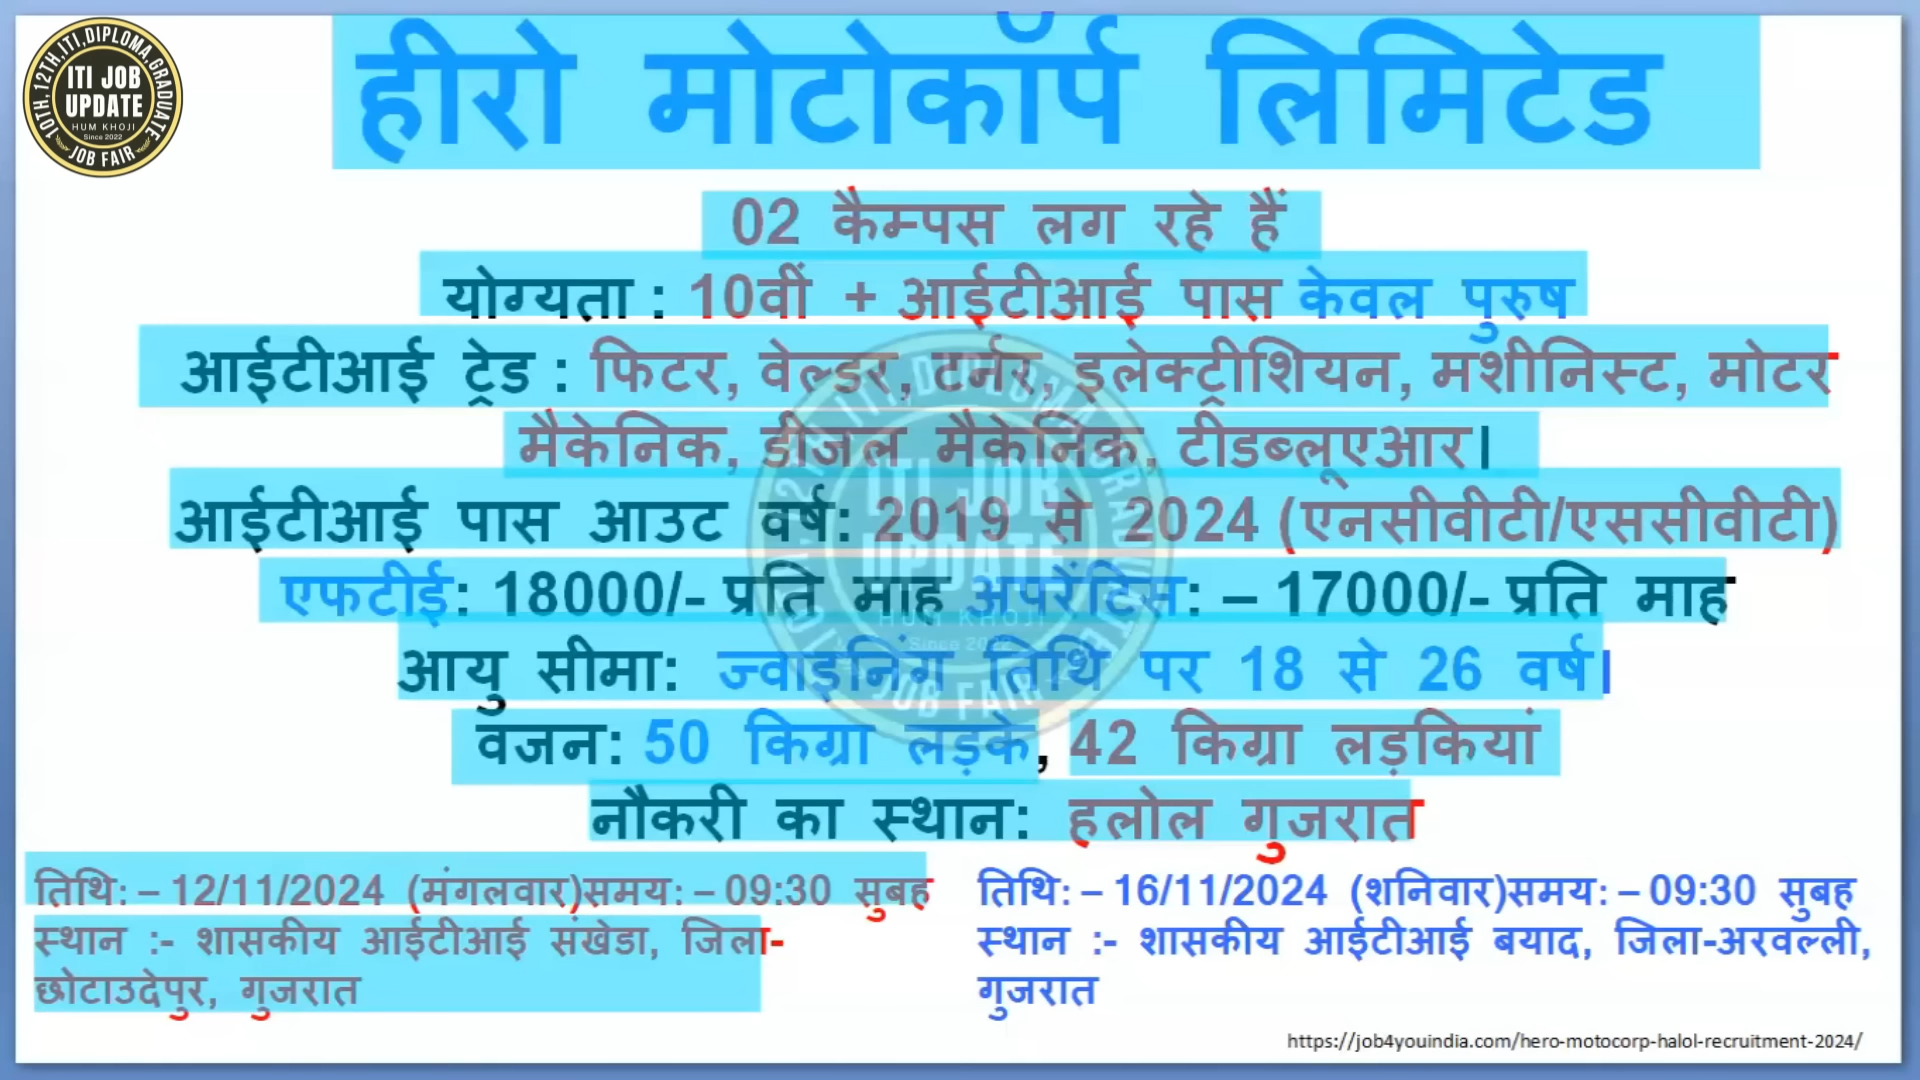 10TH, 12TH, ITI, DIPLOMA, GRADUATE
ITI JOB
UPDATE
HUM KHOJI
Since 2022
JOB FAIR
हीरो मोटोकॉर्प लिमिटेड
02 कैम्पस लग रहे हैं
योग्यता : 10वीं + आईटीआई पास केवल पुरुष
आईटीआई ट्रेड : फिटर, वेल्डर, टर्नर, इलेक्ट्रीशियन, मशीनिस्ट, मोटर
मैकेनिक, डीजल मैकेनिक, टीडब्लूएआर।
आईटीआई पास आउट वर्ष: 2019 से 2024 (एनसीवीटी/एससीवीटी)
एफटीई: 18000/- प्रति माह अपरेंटिस: – 17000/- प्रति माह
आयु सीमा: ज्वाइनिंग तिथि पर 18 से 26 वर्ष।
वजन: 50 किग्रा लड़के, 42 किग्रा लड़कियां
नौकरी का स्थान: हलोल गुजरात
तिथि: – 12/11/2024 (मंगलवार)समय: – 09:30 सुबह
स्थान :- शासकीय आईटीआई संखेडा, जिला-
छोटाउदेपुर, गुजरात
तिथि: – 16/11/2024 (शनिवार)समय: – 09:30 सुबह
स्थान :- शासकीय आईटीआई बयाद, जिला-अरवल्ली,
गुजरात
https://job4youindia.com/hero-motocorp-halol-recruitment-2024/